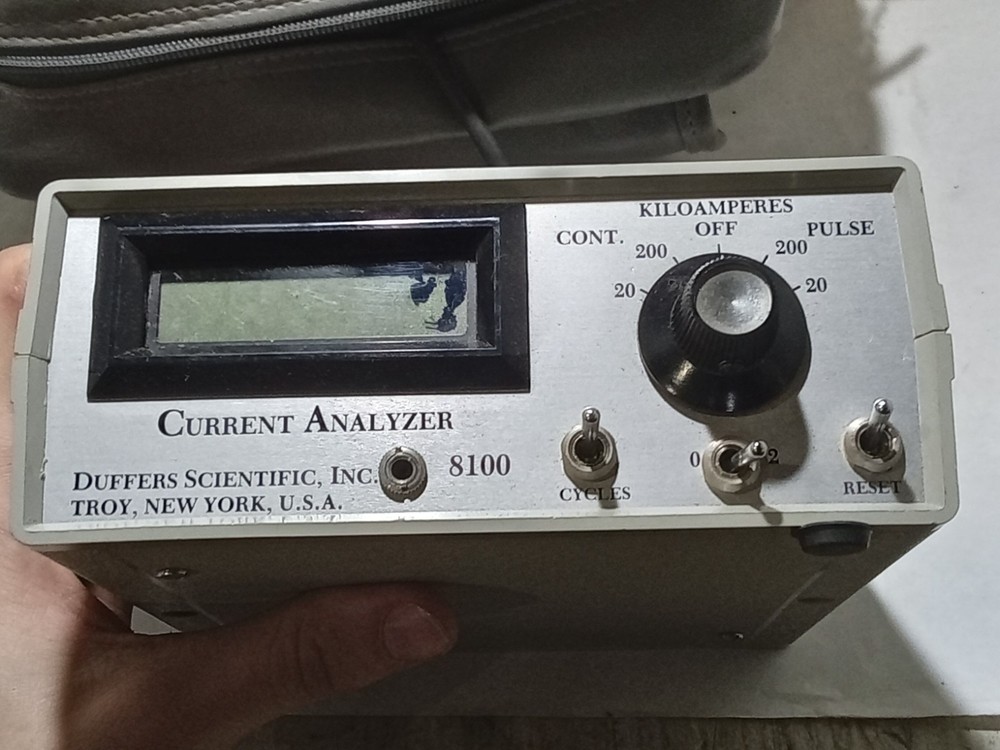 KILOAMPERES
CONT. OFF PULSE
200 200
20 20
CURRENT ANALYZER
DUFFERS SCIENTIFIC, INC. 8100
TROY, NEW YORK, U.S.A.
0 2
CYCLES RESET